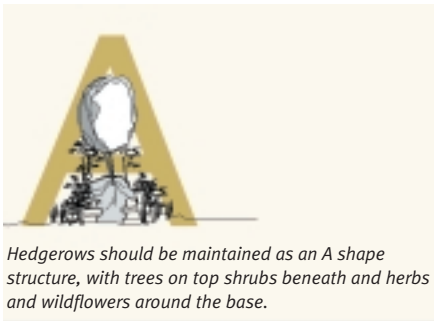 A
Hedgerows should be maintained as an A shape
structure, with trees on top shrubs beneath and herbs
and wildflowers around the base.